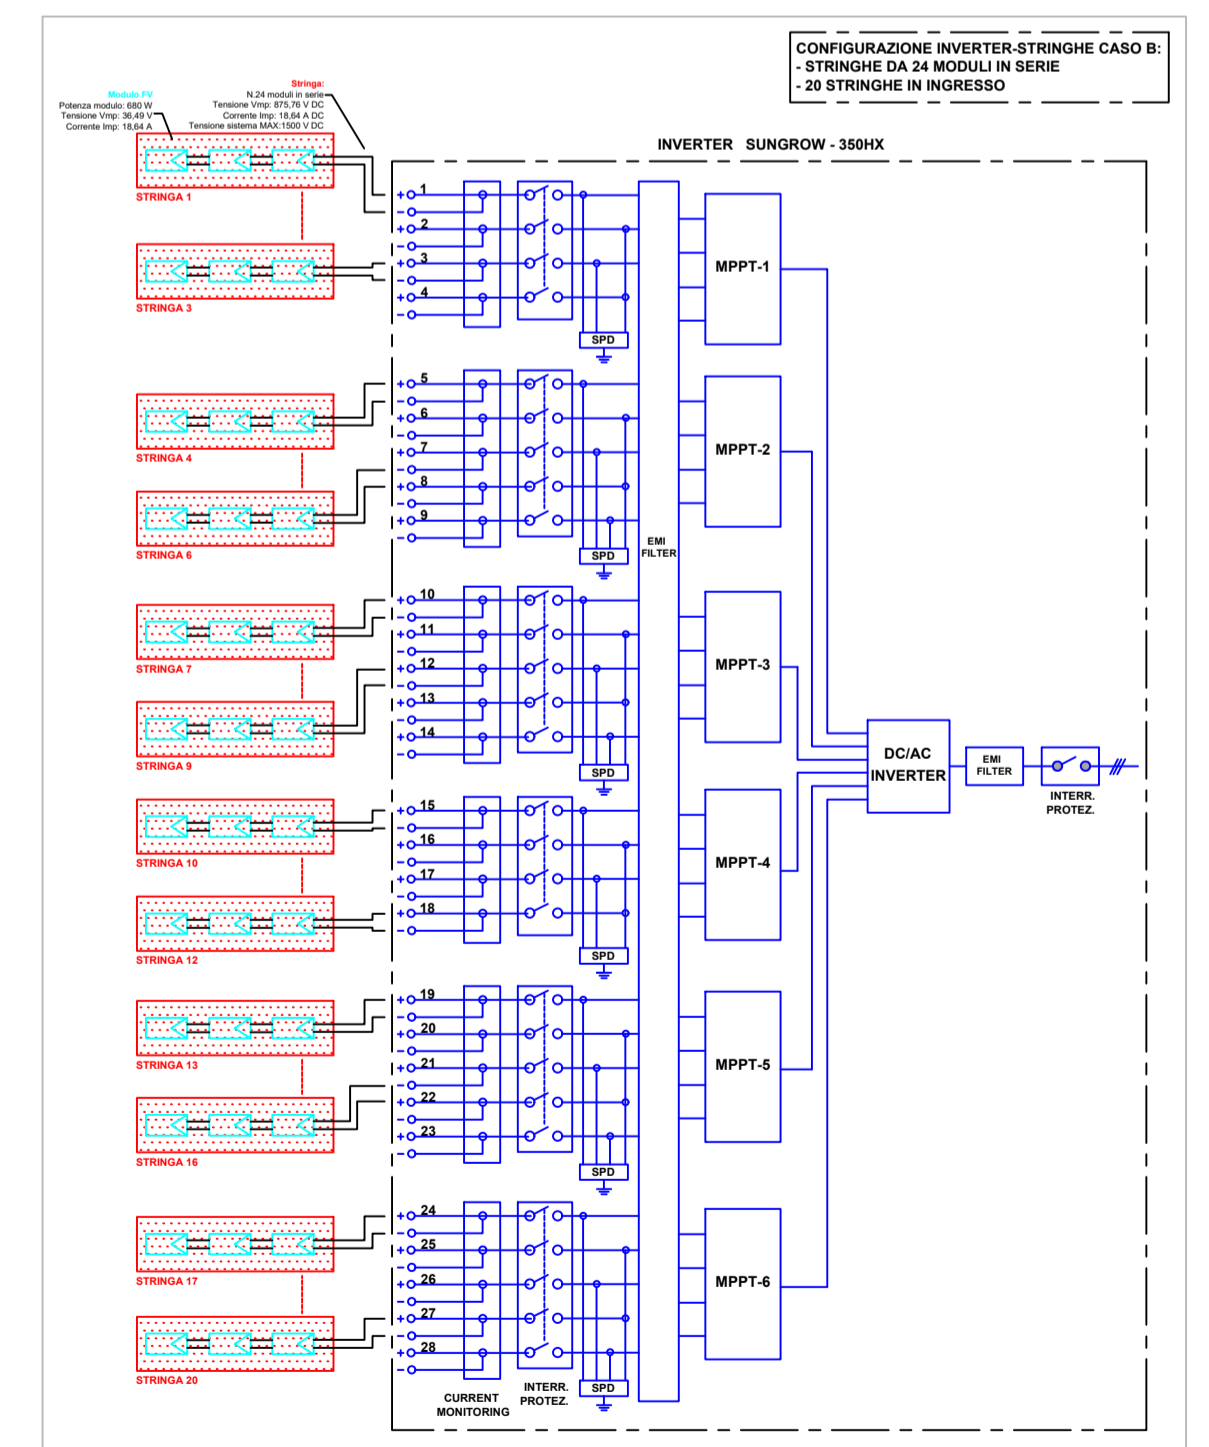 CONFIGURAZIONE INVERTER-STRINGHE CASO B:
- STRINGHE DA 24 MODULI IN SERIE
- 20 STRINGHE IN INGRESSO
Modulo FV
Potenza modulo: 680 W
Tensione Vmp: 36,49 V
Corrente Imp: 18,64 A
Stringa:
N.24 moduli in serie
Tensione Vmp: 875,76 V DC
Corrente Imp: 18,64 A DC
Tensione sistema MAX:1500 V DC
INVERTER SUNGROW - 350HX
STRINGA 1
STRINGA 3
+ 1
-
+ 2
-
+ 3
-
+ 4
-
SPD
MPPT-1
STRINGA 4
STRINGA 6
+ 5
-
+ 6
-
+ 7
-
+ 8
-
+ 9
-
SPD
MPPT-2
EMI
FILTER
STRINGA 7
STRINGA 9
+ 10
-
+ 11
-
+ 12
-
+ 13
-
+ 14
-
SPD
MPPT-3
DC/AC
INVERTER
EMI
FILTER
INTERR.
PROTEZ.
STRINGA 10
STRINGA 12
+ 15
-
+ 16
-
+ 17
-
+ 18
-
SPD
MPPT-4
STRINGA 13
STRINGA 16
+ 19
-
+ 20
-
+ 21
-
+ 22
-
+ 23
-
SPD
MPPT-5
STRINGA 17
STRINGA 20
+ 24
-
+ 25
-
+ 26
-
+ 27
-
+ 28
-
SPD
MPPT-6
CURRENT
MONITORING
INTERR.
PROTEZ.